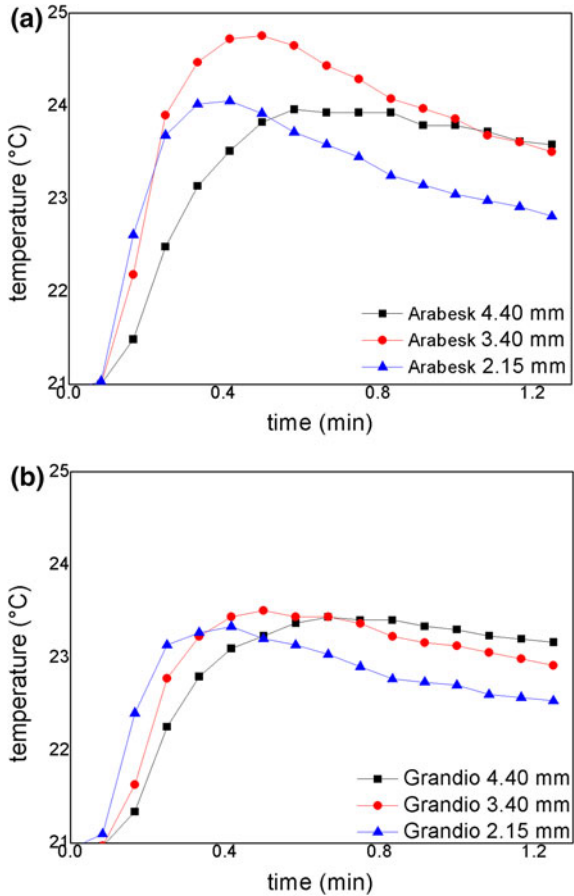 (a)
25
24
23
22
21
temperature (°C)
Arabesk 4.40 mm
Arabesk 3.40 mm
Arabesk 2.15 mm
0.0 0.4 0.8 1.2
time (min)
(b)
25
24
23
22
21
temperature (°C)
Grandio 4.40 mm
Grandio 3.40 mm
Grandio 2.15 mm
0.0 0.4 0.8 1.2
time (min)